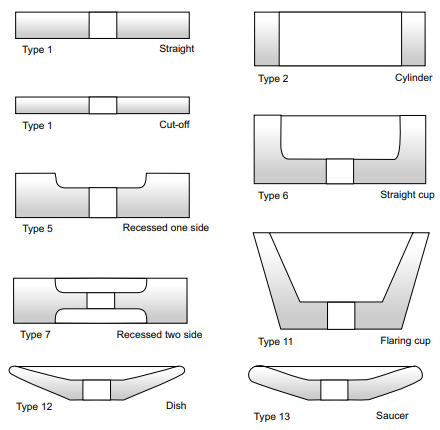 Type 1 Straight
Type 2 Cylinder
Type 1 Cut-off
Type 6 Straight cup
Type 5 Recessed one side
Type 7 Recessed two side
Type 11 Flaring cup
Type 12 Dish
Type 13 Saucer